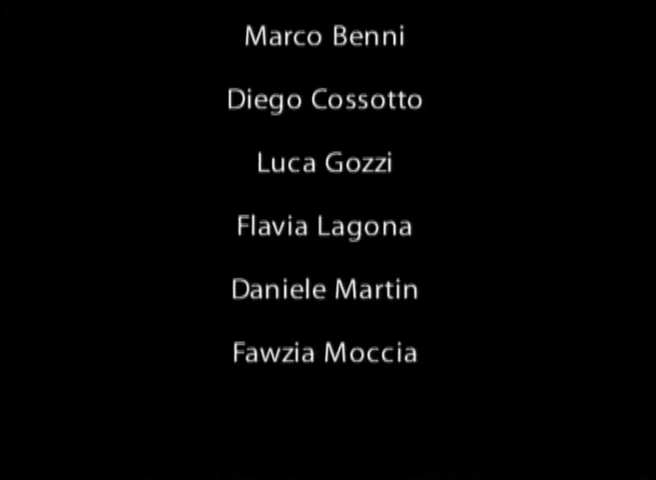 Marco Benni
Diego Cossotto
Luca Gozzi
Flavia Lagona
Daniele Martin
Fawzia Moccia